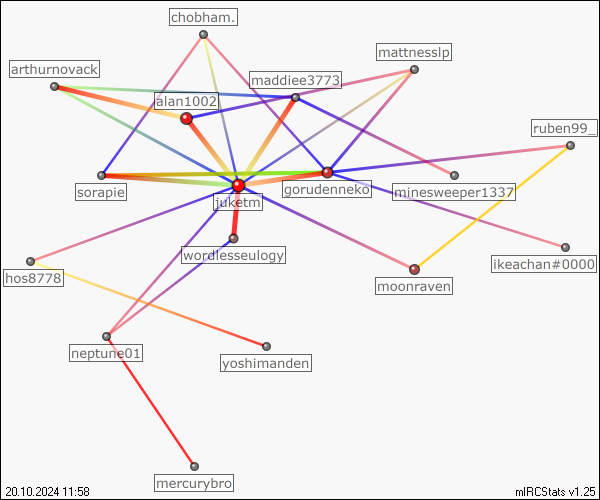 chobham.
mattnesslp
arthurnovack
maddiee3773
alan1002
ruben99_
sorapie
gorudenneko
minesweeper1337
juketm
wordlesseulogy
ikeachan#0000
hos8778
moonraven
neptune01
yoshimanden
mercurybro
20.10.2024 11:58
mIRCStats v1.25